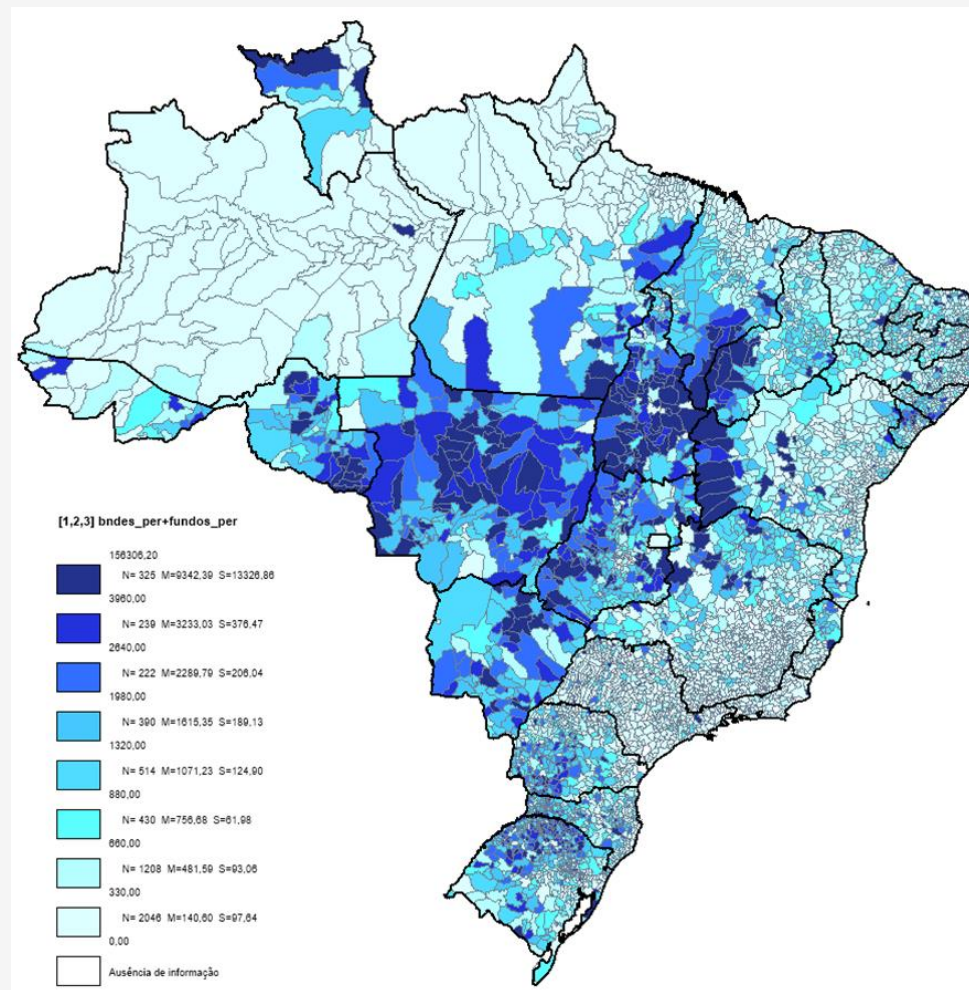 [1,2,3] bndes_per+fundos_per
156306,20
N= 325 M=9342,39 S=13326,86
3960,00
N= 239 M=3233,03 S=376,47
2640,00
N= 222 M=2289,79 S=206,04
1980,00
N= 390 M=1615,35 S=189,13
1320,00
N= 514 M=1071,23 S=124,90
880,00
N= 430 M=756,68 S=61,98
660,00
N= 1208 M=481,59 S=93,06
330,00
N= 2046 M=140,60 S=97,64
0,00
Ausência de informação